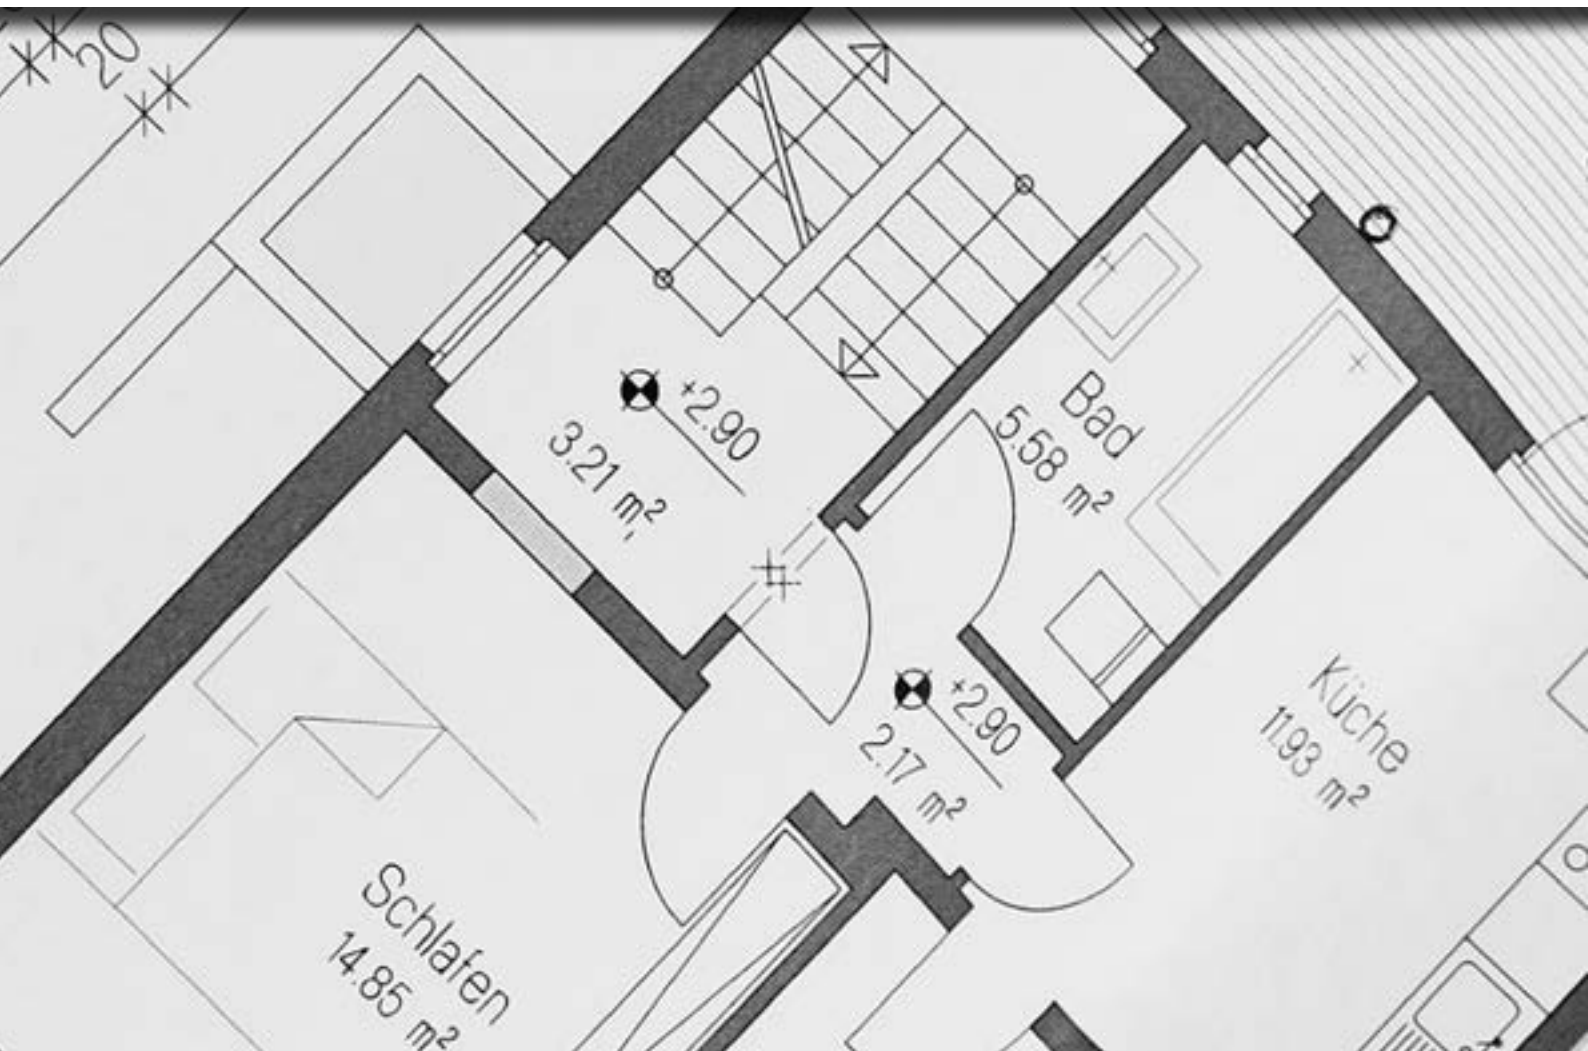 20
+2.90
3.21 m²
Bad
5.58 m²
+2.90
2.17 m²
Küche
11.93 m²
Schlafen
14.85 m²